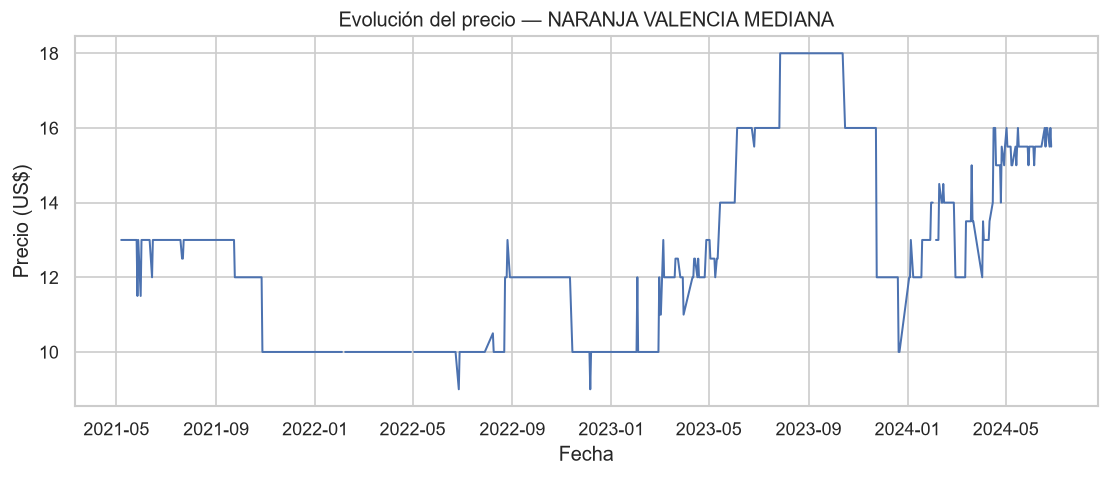 Evolución del precio — NARANJA VALENCIA MEDIANA
Precio (US$)
18
16
14
12
10
2021-05 2021-09 2022-01 2022-05 2022-09 2023-01 2023-05 2023-09 2024-01 2024-05
Fecha